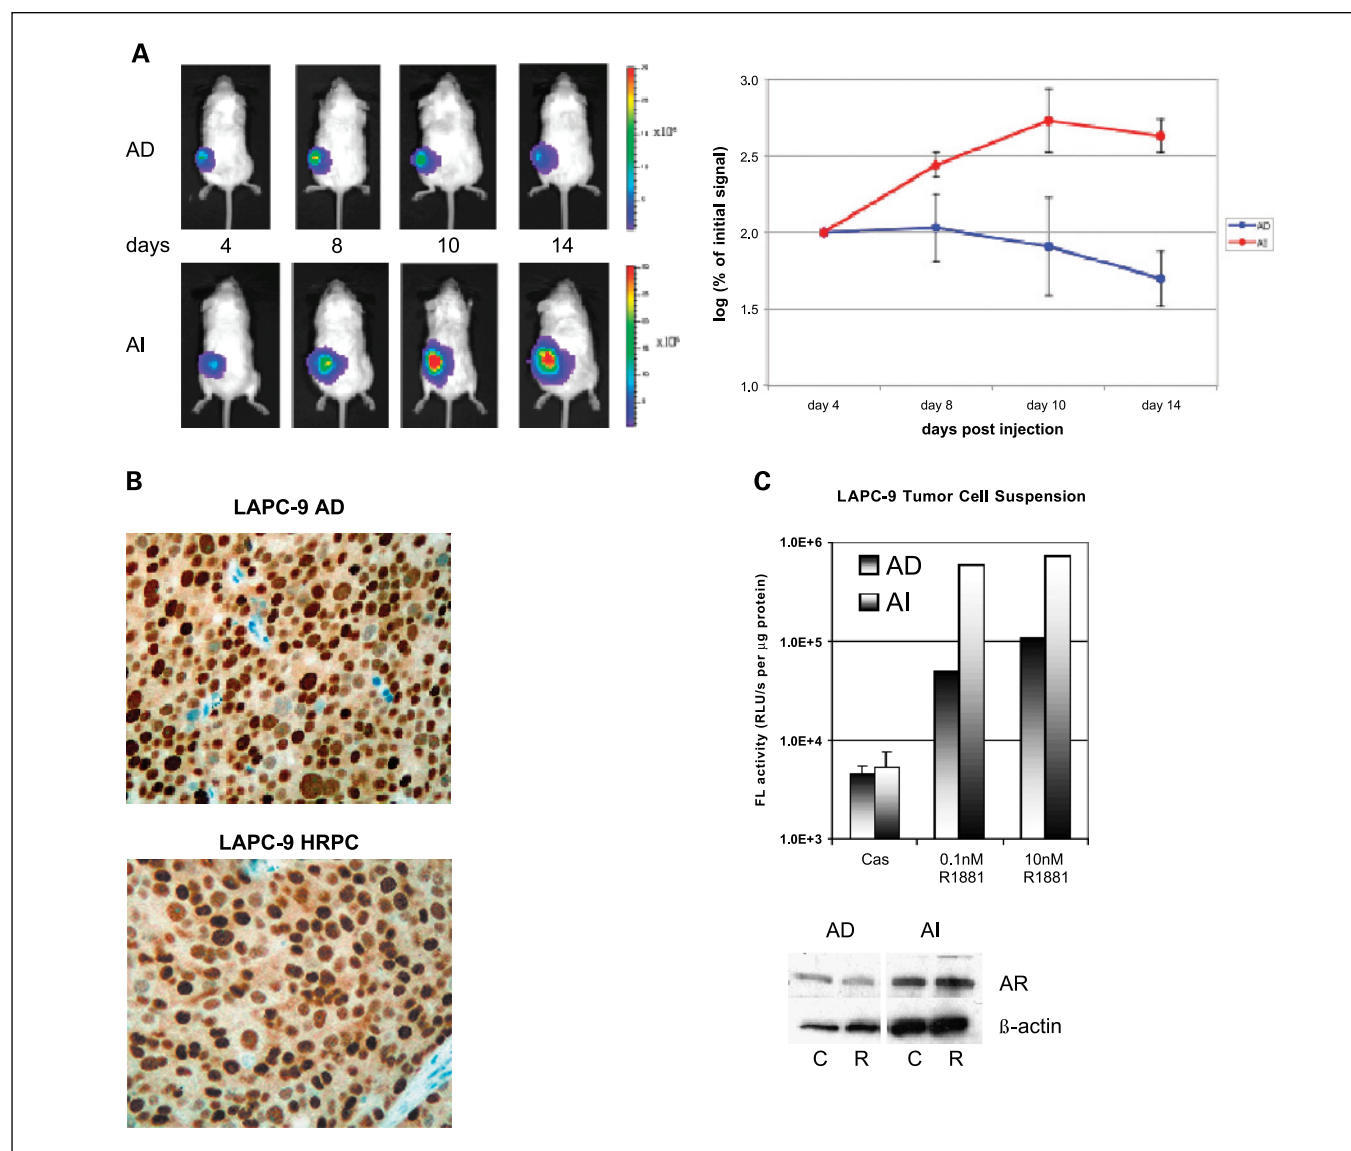 A
AD
days
4
8
10
14
AI
x10⁶
x10⁶
3.0
2.5
2.0
1.5
1.0
log (% of initial signal)
day 4
day 8
day 10
day 14
days post injection
AD
AI
B
LAPC-9 AD
LAPC-9 HRPC
C
LAPC-9 Tumor Cell Suspension
1.0E+6
1.0E+5
1.0E+4
1.0E+3
FL activity (RLU/s per µg protein)
AD
AI
Cas
0.1nM
R1881
10nM
R1881
AD
AI
AR
ß-actin
C
R
C
R